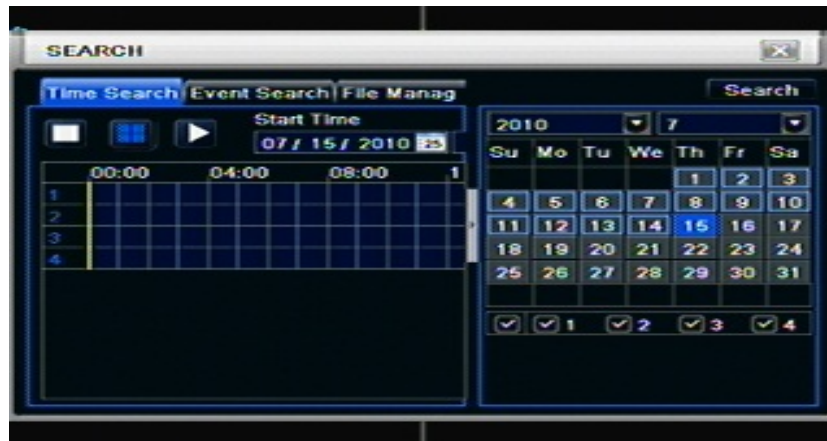 SEARCH
Time Search Event Search File Manag
Search
Start Time
07 / 15 / 2010 25
00:00 04:00 08:00 1
1
2
3
4
2010 7
Su Mo Tu We Th Fr Sa
1 2 3
4 5 6 7 8 9 10
11 12 13 14 15 16 17
18 19 20 21 22 23 24
25 26 27 28 29 30 31
1 2 3 4